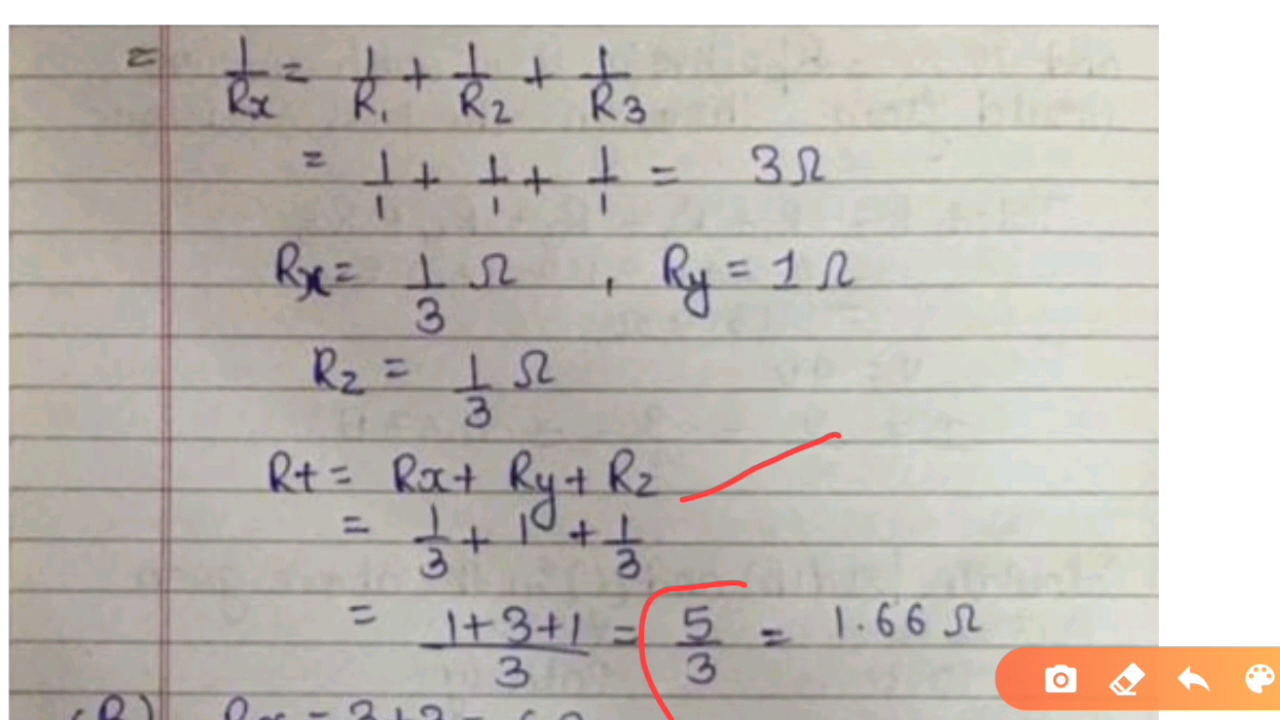 = 1/Rx = 1/R1 + 1/R2 + 1/R3
= 1/1 + 1/1 + 1/1 = 3Ω
Rx = 1/3 Ω , Ry = 1Ω
Rz = 1/3 Ω
Rt = Rx + Ry + Rz
= 1/3 + 1 + 1/3
= 1+3+1/3 = 5/3 = 1.66 Ω
(B)